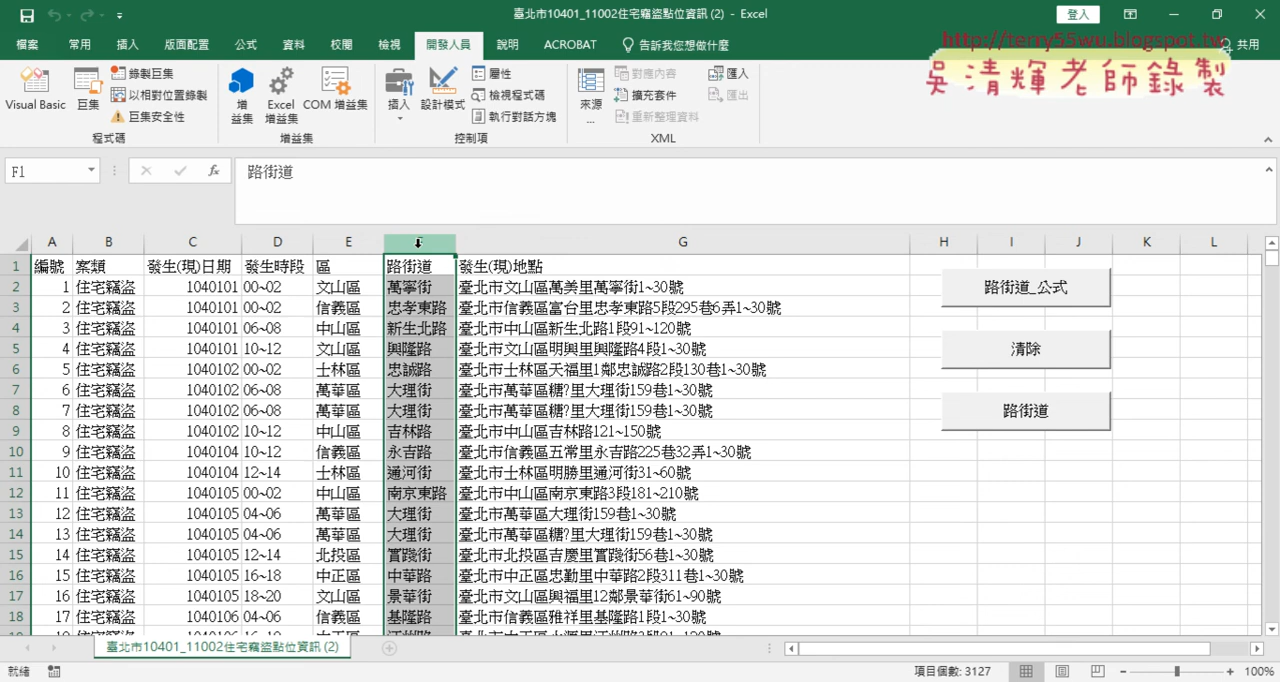 臺北市10401_11002住宅竊盜點位資訊 (2) - Excel
登入
檔案 常用 插入 版面配置 公式 資料 校閱 檢視 開發人員 說明 ACROBAT 告訴我您想做什麼 共用
http://terry55wu.blogspot.tw
吳清輝老師錄製
Visual Basic 巨集 錄製巨集 以相對位置錄製 巨集安全性 程式碼
增益集 Excel 增益集 COM 增益集 增益集
插入 設計模式 屬性 檢視程式碼 執行對話方塊 控制項
來源... 對應內容 擴充套件 重新整理資料 匯入 匯出 XML
F1 fx 路街道
A B C D E F G H I J K L
1 編號 案類 發生(現)日期 發生時段 區 路街道 發生(現)地點
2 1 住宅竊盜 1040101 00~02 文山區 萬寧街 臺北市文山區萬美里萬寧街1~30號
3 2 住宅竊盜 1040101 00~02 信義區 忠孝東路 臺北市信義區富台里忠孝東路5段295巷6弄1~30號
4 3 住宅竊盜 1040101 06~08 中山區 新生北路 臺北市中山區新生北路1段91~120號
5 4 住宅竊盜 1040101 10~12 文山區 興隆路 臺北市文山區明興里興隆路4段1~30號
6 5 住宅竊盜 1040102 00~02 士林區 忠誠路 臺北市士林區天福里1鄰忠誠路2段130巷1~30號
7 6 住宅竊盜 1040102 06~08 萬華區 大理街 臺北市萬華區糖?里大理街159巷1~30號
8 7 住宅竊盜 1040102 06~08 萬華區 大理街 臺北市萬華區糖?里大理街159巷1~30號
9 8 住宅竊盜 1040102 10~12 中山區 吉林路 臺北市中山區吉林路121~150號
10 9 住宅竊盜 1040104 10~12 信義區 永吉路 臺北市信義區五常里永吉路225巷32弄1~30號
11 10 住宅竊盜 1040104 12~14 士林區 通河街 臺北市士林區明勝里通河街31~60號
12 11 住宅竊盜 1040105 00~02 中山區 南京東路 臺北市中山區南京東路3段181~210號
13 12 住宅竊盜 1040105 04~06 萬華區 大理街 臺北市萬華區大理街159巷1~30號
14 13 住宅竊盜 1040105 04~06 萬華區 大理街 臺北市萬華區糖?里大理街159巷1~30號
15 14 住宅竊盜 1040105 12~14 北投區 實踐街 臺北市北投區吉慶里實踐街56巷1~30號
16 15 住宅竊盜 1040105 16~18 中正區 中華路 臺北市中正區忠勤里中華路2段311巷1~30號
17 16 住宅竊盜 1040105 18~20 文山區 景華街 臺北市文山區興福里12鄰景華街61~90號
18 17 住宅竊盜 1040106 04~06 信義區 基隆路 臺北市信義區雅祥里基隆路1段1~30號
路街道_公式
清除
路街道
臺北市10401_11002住宅竊盜點位資訊 (2)
就緒 項目個數: 3127 100%